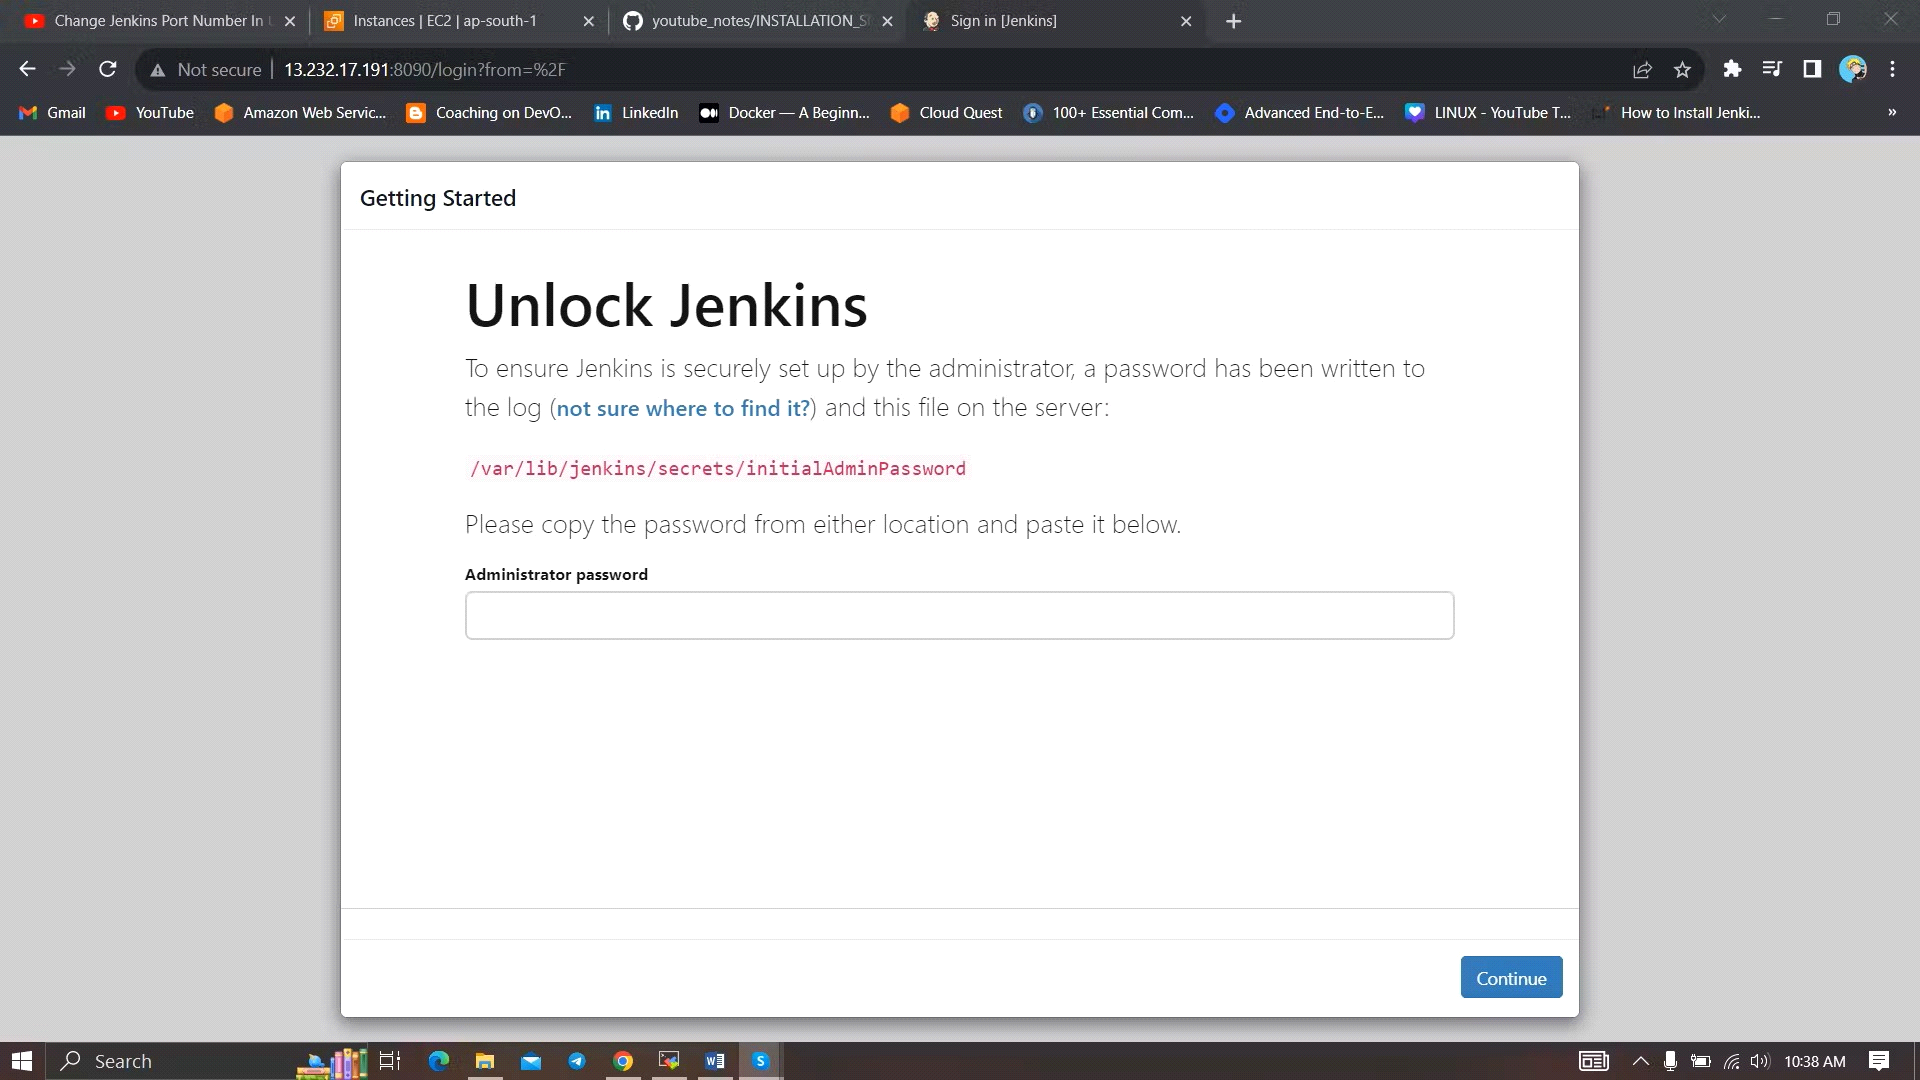 Change Jenkins Port Number In
Instances | EC2 | ap-south-1
youtube_notes/INSTALLATION_S
Sign in [Jenkins]
Not secure
13.232.17.191:8090/login?from=%2F
Gmail
YouTube
Amazon Web Servic...
Coaching on DevO...
LinkedIn
Docker — A Beginn...
Cloud Quest
100+ Essential Com...
Advanced End-to-E...
LINUX - YouTube T...
How to Install Jenki...
»
Getting Started
Unlock Jenkins
To ensure Jenkins is securely set up by the administrator, a password has been written to
the log (not sure where to find it?) and this file on the server:
/var/lib/jenkins/secrets/initialAdminPassword
Please copy the password from either location and paste it below.
Administrator password
Continue
Search
10:38 AM